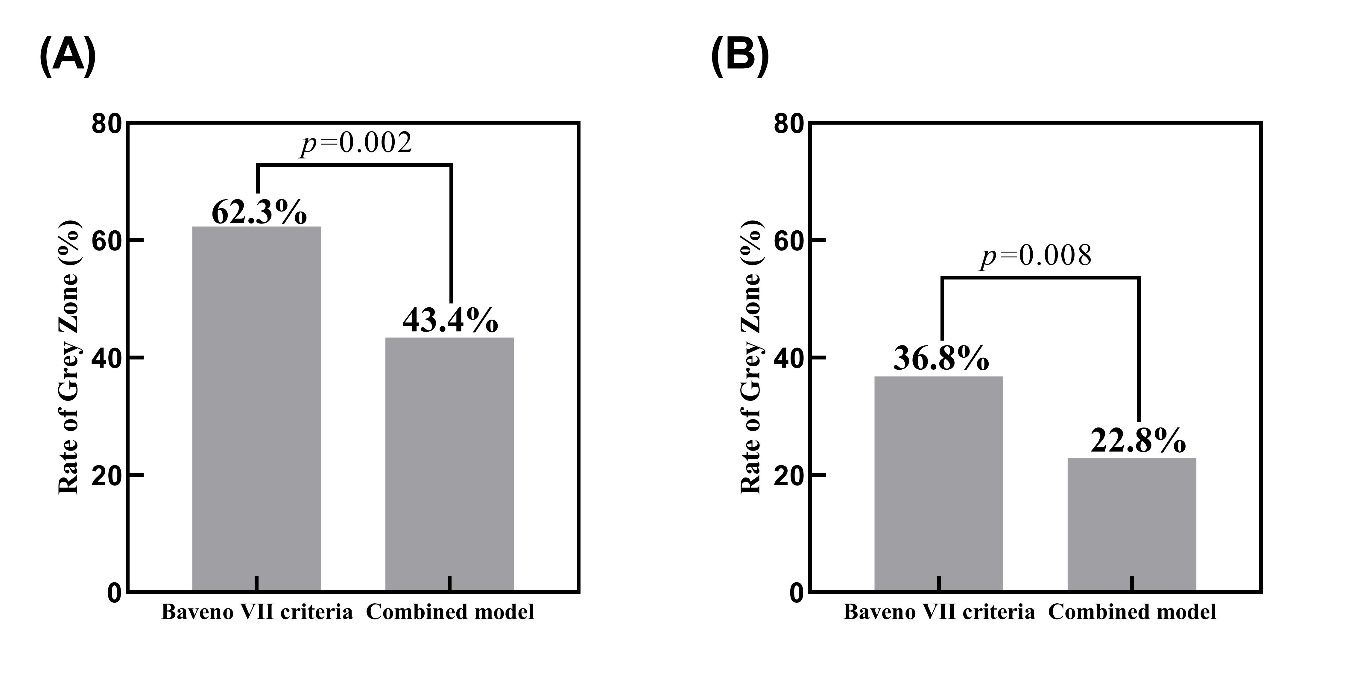 (A)
Rate of Grey Zone (%)
80
60
40
20
0
p=0.002
62.3%
43.4%
Baveno VII criteria
Combined model
(B)
Rate of Grey Zone (%)
80
60
40
20
0
p=0.008
36.8%
22.8%
Baveno VII criteria
Combined model